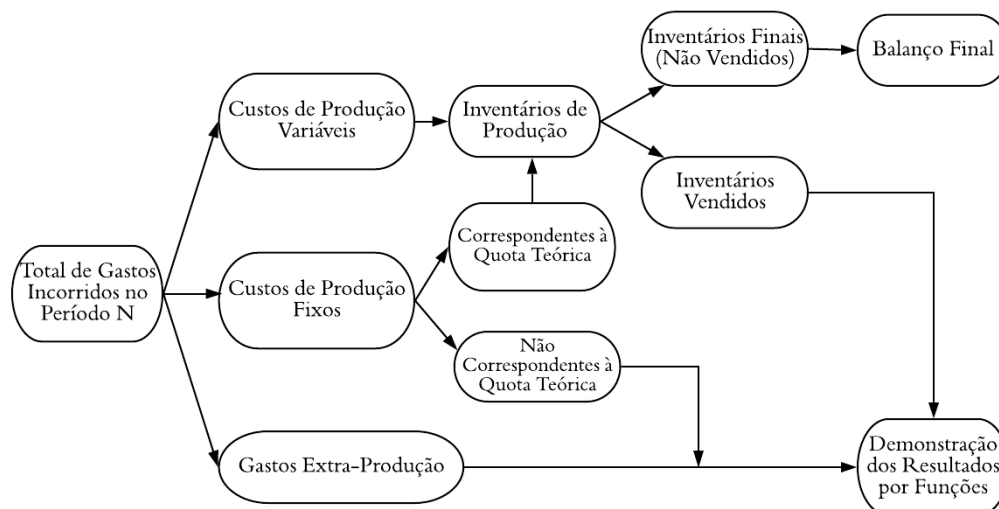 Total de Gastos
Incorridos no
Período N
Custos de Produção
Variáveis
Custos de Produção
Fixos
Gastos Extra-Produção
Inventários de
Produção
Correspondentes à
Quota Teórica
Não
Correspondentes à
Quota Teórica
Inventários Finais
(Não Vendidos)
Inventários
Vendidos
Balanço Final
Demonstração
dos Resultados
por Funções